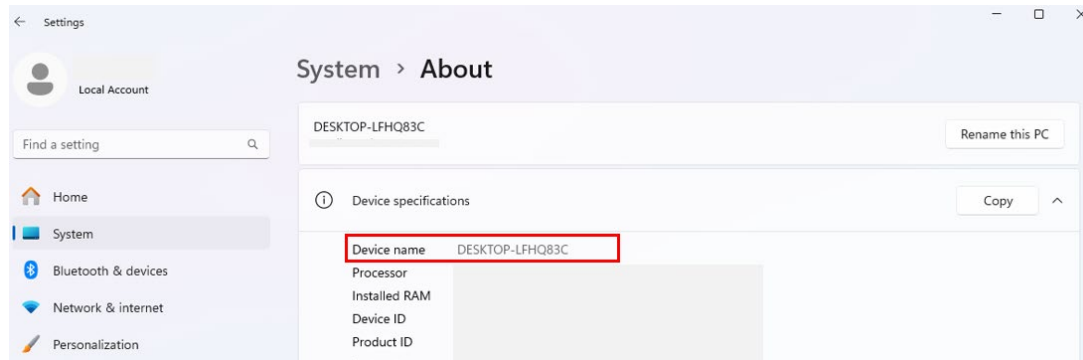 Settings
Local Account
Find a setting
Home
System
Bluetooth & devices
Network & internet
Personalization
System > About
DESKTOP-LFHQ83C
Rename this PC
Device specifications
Copy
Device name DESKTOP-LFHQ83C
Processor
Installed RAM
Device ID
Product ID